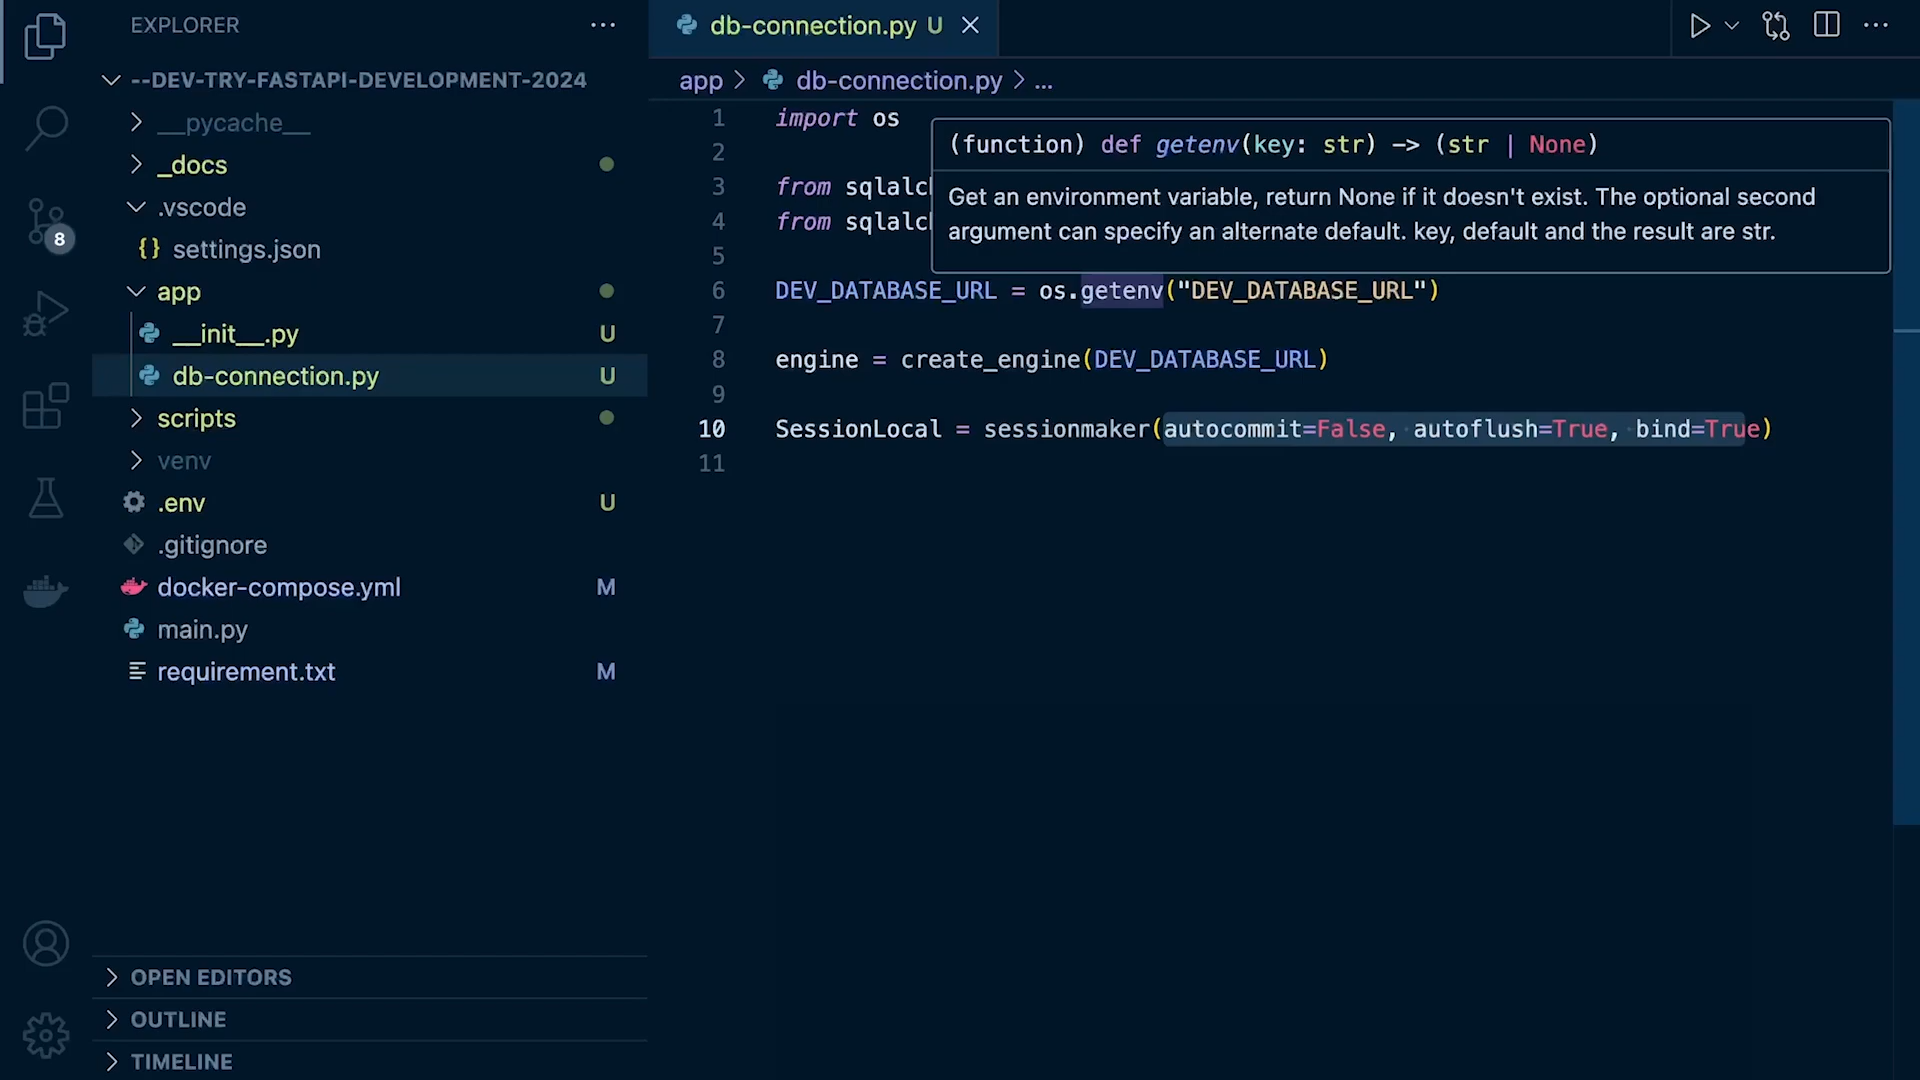 EXPLORER
--DEV-TRY-FASTAPI-DEVELOPMENT-2024
__pycache__
_docs
.vscode
{} settings.json
app
__init__.py U
db-connection.py U
scripts
venv
.env U
.gitignore
docker-compose.yml M
main.py
requirement.txt M
8
OPEN EDITORS
OUTLINE
TIMELINE
db-connection.py U
app > db-connection.py > ...
1 import os
2
3 from sqlalc
4 from sqlalc
5
(function) def getenv(key: str) -> (str | None)
Get an environment variable, return None if it doesn't exist. The optional second
argument can specify an alternate default. key, default and the result are str.
6 DEV_DATABASE_URL = os.getenv("DEV_DATABASE_URL")
7
8 engine = create_engine(DEV_DATABASE_URL)
9
10 SessionLocal = sessionmaker(autocommit=False, autoflush=True, bind=True)
11